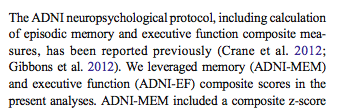 The ADNI neuropsychological protocol, including calculation
of episodic memory and executive function composite mea-
sures, has been reported previously (Crane et al. 2012;
Gibbons et al. 2012). We leveraged memory (ADNI-MEM)
and executive function (ADNI-EF) composite scores in the
present analyses. ADNI-MEM included a composite z-score